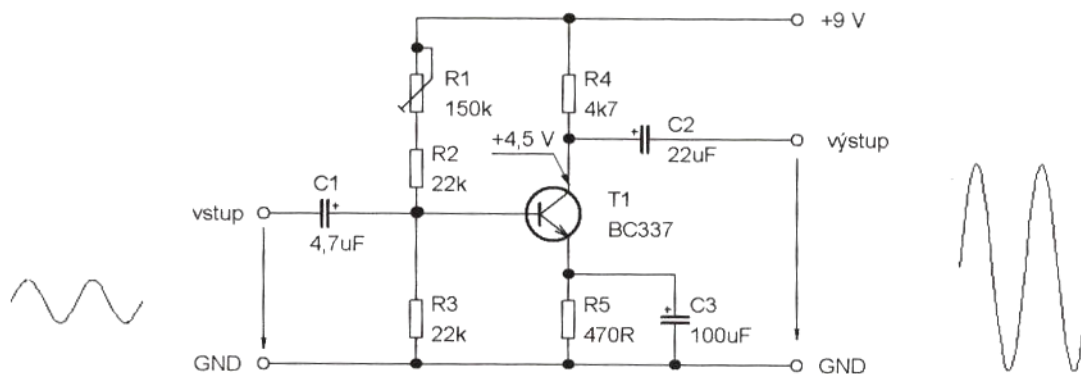 +9 V
R1
150k
R4
4k7
+4,5 V
C2
22uF
výstup
R2
22k
C1
vstup
4,7uF
T1
BC337
R3
22k
R5
470R
C3
100uF
GND
GND
+
+
+